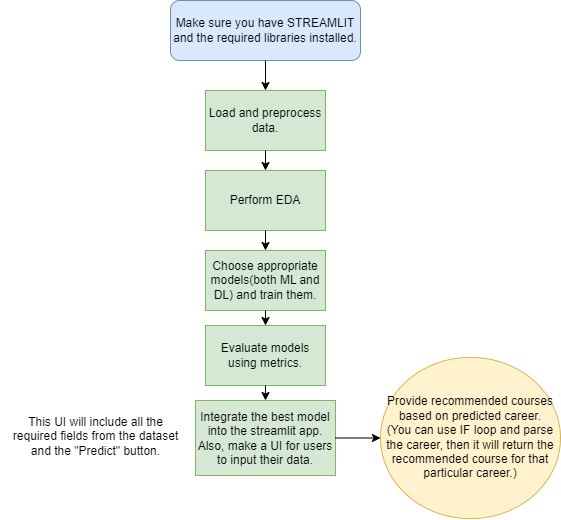 Make sure you have STREAMLIT
and the required libraries installed.
Load and preprocess
data.
Perform EDA
Choose appropriate
models(both ML and
DL) and train them.
Evaluate models
using metrics.
Integrate the best model
into the streamlit app.
Also, make a UI for users
to input their data.
This UI will include all the
required fields from the dataset
and the "Predict" button.
Provide recommended courses
based on predicted career.
(You can use IF loop and parse
the career, then it will return the
recommended course for that
particular career.)